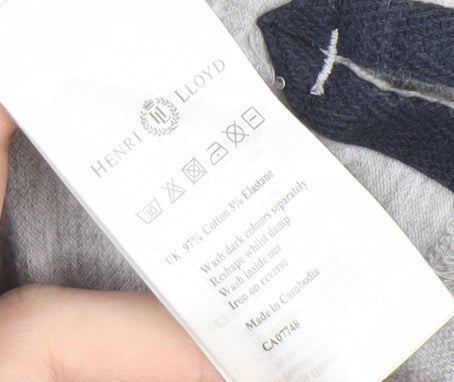 HENRI LLOYD
30
UK 97% Cotton 3% Elastane
Wash dark colours separately
Reshape whilst damp
Wash inside out
Iron on reverse
Made in Cambodia
CA07748